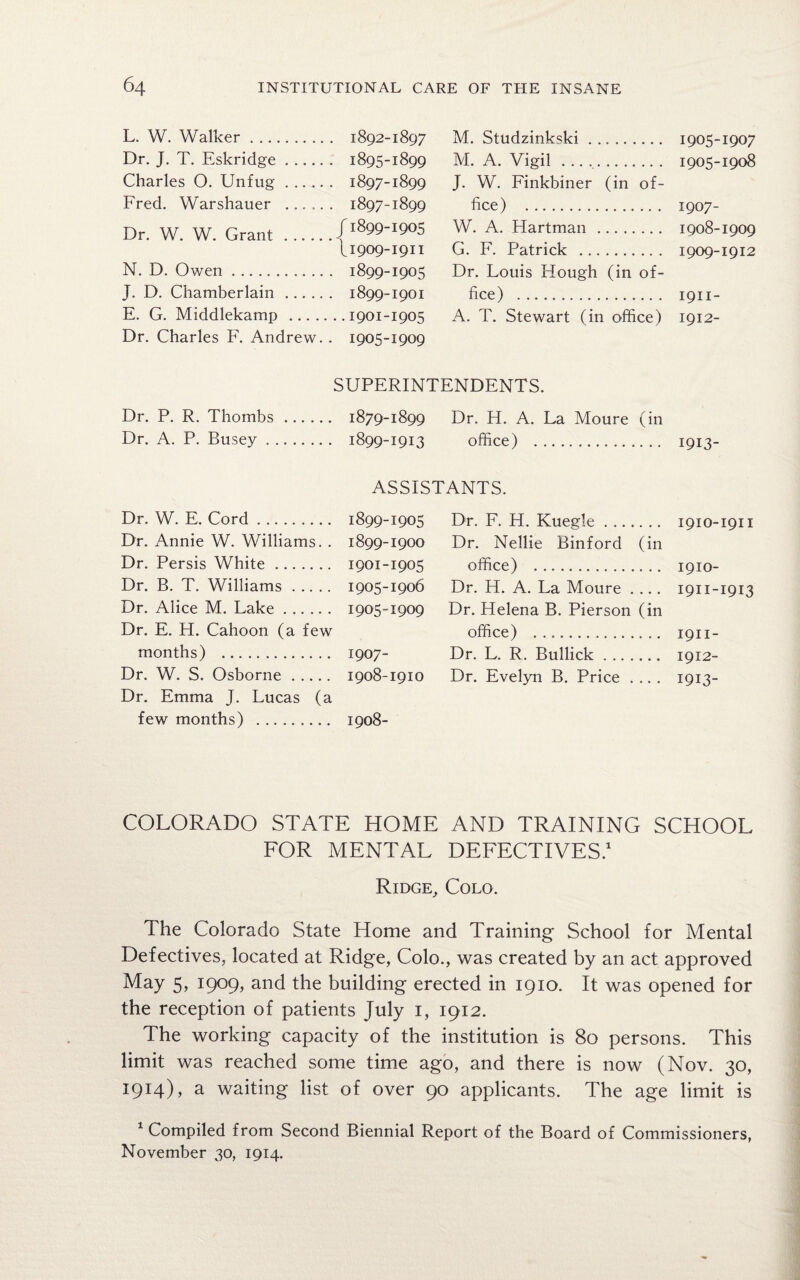 64 INSTITUTIONAL CARE OF THE INSANE
L. W. Walker .......... 1892-1897
Dr. J. T. Eskridge ...... 1895-1899
Charles O. Unfug ...... 1897-1899
Fred. Warshauer ...... 1897-1899
Dr. W. W. Grant ...... {1899-1905
{1909-1911
N. D. Owen ............ 1899-1905
J. D. Chamberlain ...... 1899-1901
E. G. Middlekamp ....... 1901-1905
Dr. Charles F. Andrew. . 1905-1909
M. Studzinkski ......... 1905-1907
M. A. Vigil ............ 1905-1908
J. W. Finkbiner (in of-
fice) ................ 1907-
W. A. Hartman ........ 1908-1909
G. F. Patrick .......... 1909-1912
Dr. Louis Hough (in of-
fice) ................. 1911-
A. T. Stewart (in office) 1912-
SUPERINTENDENTS.
Dr. P. R. Thombs ...... 1879-1899
Dr. A. P. Busey ........ 1899-1913
Dr. H. A. La Moure (in
office) ............... 1913-
ASSISTANTS.
Dr. W. E. Cord ......... 1899-1905
Dr. Annie W. Williams. . 1899-1900
Dr. Persis White ....... 1901-1905
Dr. B. T. Williams ..... 1905-1906
Dr. Alice M. Lake ...... 1905-1909
Dr. E. H. Cahoon (a few
months) ............. 1907-
Dr. W. S. Osborne ..... 1908-1910
Dr. Emma J. Lucas (a
few months) ......... 1908-
Dr. F. H. Kuegle ....... 1910-1911
Dr. Nellie Binford (in
office) ............... 1910-
Dr. H. A. La Moure .... 1911-1913
Dr. Helena B. Pierson (in
office) ............... 1911-
Dr. L. R. Bullick ....... 1912-
Dr. Evelyn B. Price .... 1913-
COLORADO STATE HOME AND TRAINING SCHOOL
FOR MENTAL DEFECTIVES.¹
RIDGE, COLO.
The Colorado State Home and Training School for Mental
Defectives, located at Ridge, Colo., was created by an act approved
May 5, 1909, and the building erected in 1910. It was opened for
the reception of patients July 1, 1912.
The working capacity of the institution is 80 persons. This
limit was reached some time ago, and there is now (Nov. 30,
1914), a waiting list of over 90 applicants. The age limit is
¹ Compiled from Second Biennial Report of the Board of Commissioners,
November 30, 1914.